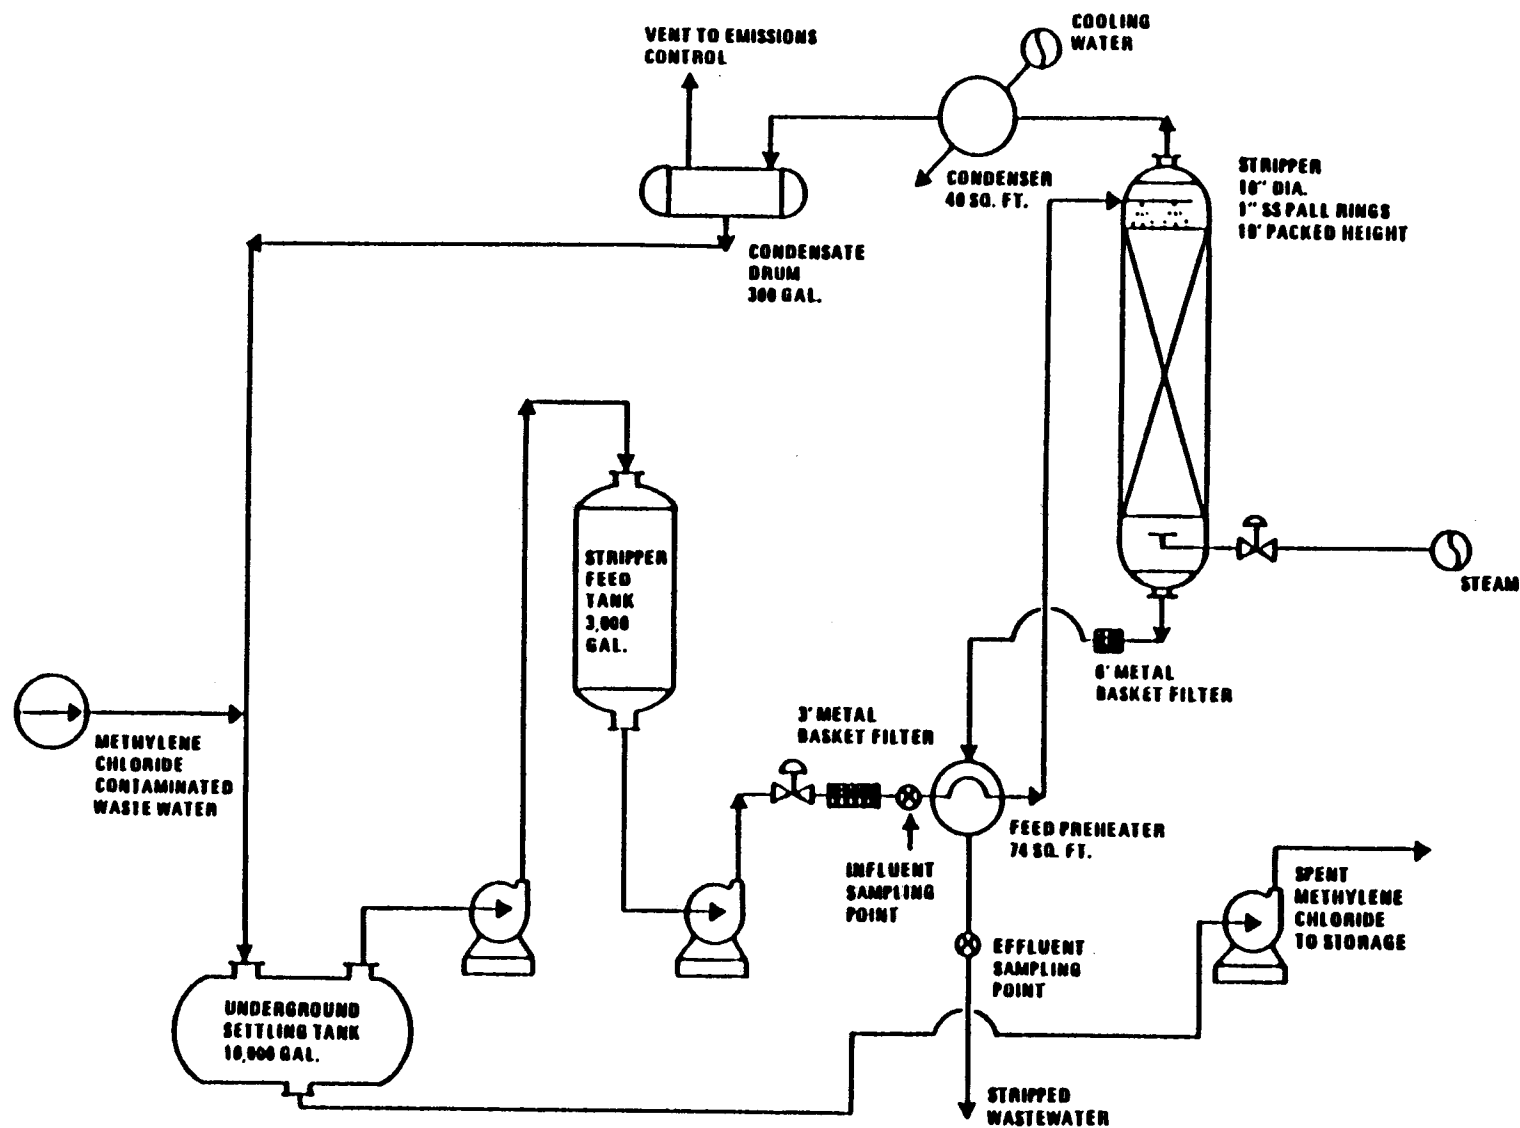 COOLING
WATER
VENT TO EMISSIONS
CONTROL
CONDENSER
40 SQ. FT.
STRIPPER
10" DIA.
1" SS PALL RINGS
10' PACKED HEIGHT
CONDENSATE
DRUM
300 GAL.
STRIPPER
FEED
TANK
3,000
GAL.
STEAM
6' METAL
BASKET FILTER
3' METAL
BASKET FILTER
METHYLENE
CHLORIDE
CONTAMINATED
WASTE WATER
FEED PREHEATER
74 SQ. FT.
INFLUENT
SAMPLING
POINT
SPENT
METHYLENE
CHLORIDE
TO STORAGE
EFFLUENT
SAMPLING
POINT
UNDERGROUND
SETTLING TANK
10,000 GAL.
STRIPPED
WASTEWATER